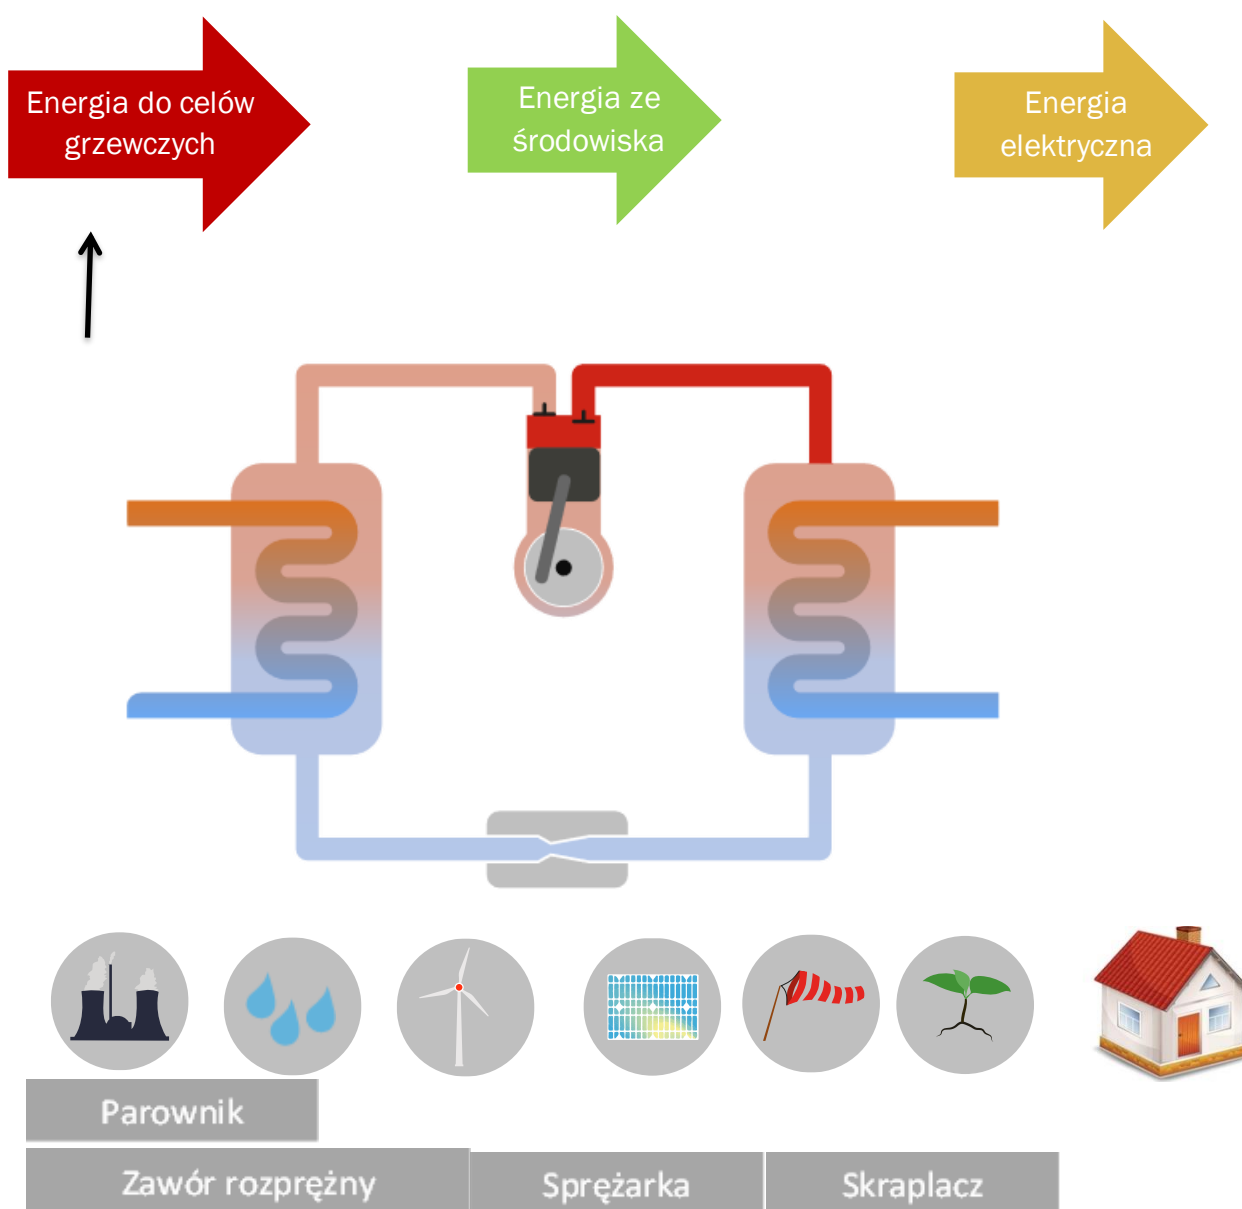 Energia do celów
grzewczych
Energia ze
środowiska
Energia
elektryczna
Parownik
Zawór rozprężny
Sprężarka
Skraplacz